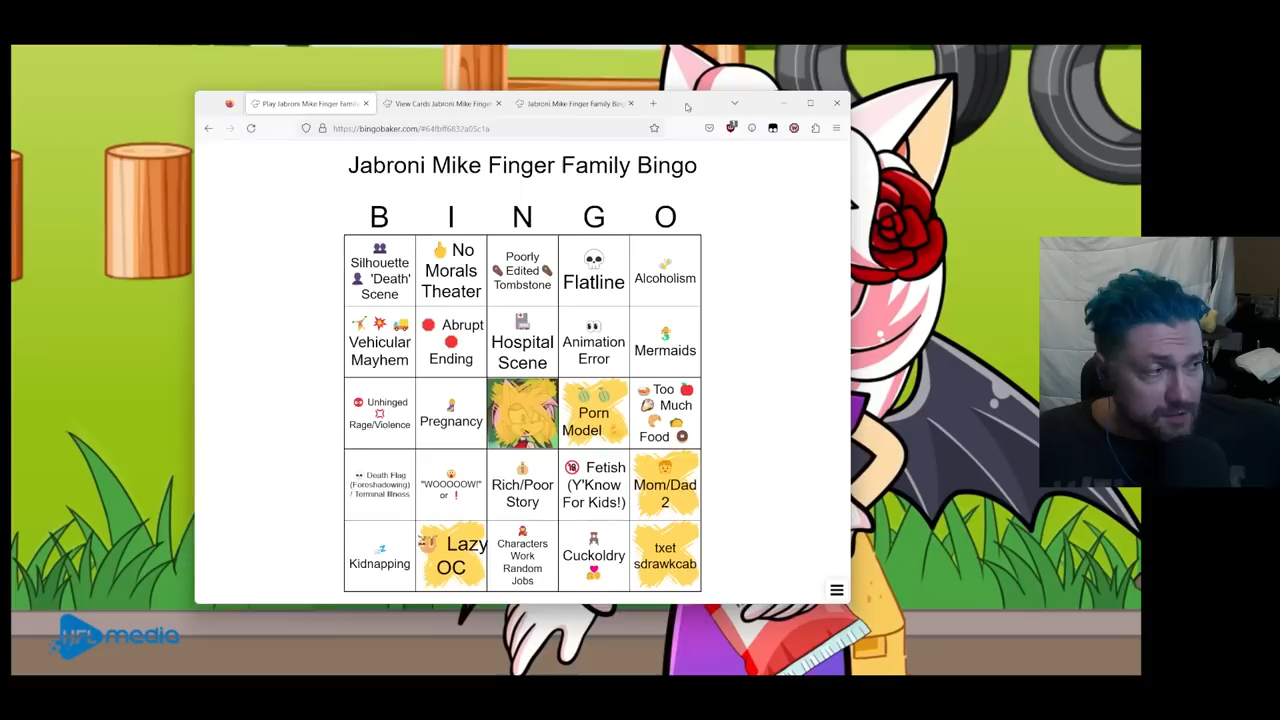 Play Jabroni Mike Finger Family
View Cards Jabroni Mike Finger
Jabroni Mike Finger Family Bin
https://bingobaker.com/#64fbff6832a05c1a
Jabroni Mike Finger Family Bingo
B I N G O
Silhouette
'Death'
Scene
No
Morals
Theater
Poorly
Edited
Tombstone
Flatline
Alcoholism
Vehicular
Mayhem
Abrupt
Ending
Hospital
Scene
Animation
Error
Mermaids
Unhinged
Rage/Violence
Pregnancy
Porn
Model
Too
Much
Food
Death Flag
(Foreshadowing)
/ Terminal Illness
"WOOOOOW!"
or
Rich/Poor
Story
Fetish
(Y'Know
For Kids!)
Mom/Dad
2
Kidnapping
Lazy
OC
Characters
Work
Random
Jobs
Cuckoldry
txet
sdrawkcab
HFL media